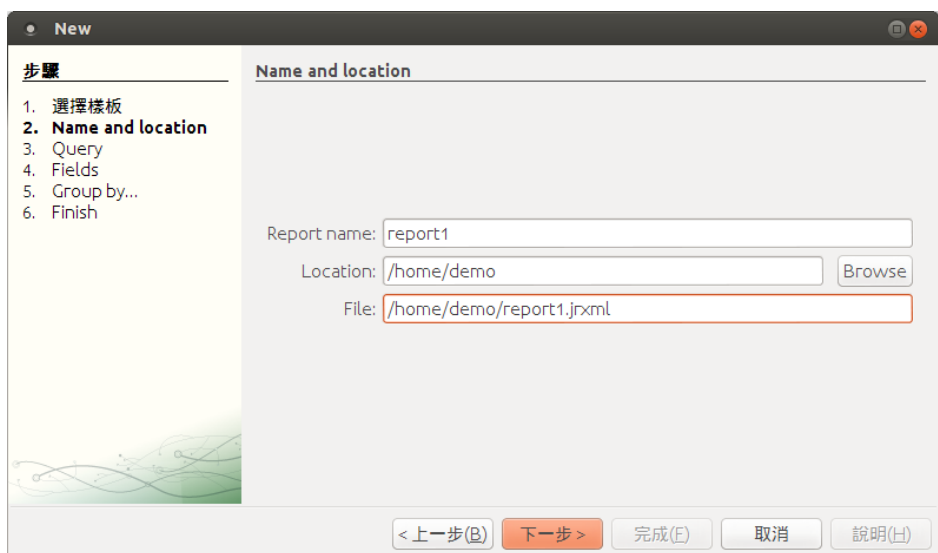 New
步驟
1. 選擇樣板
2. Name and location
3. Query
4. Fields
5. Group by...
6. Finish
Name and location
Report name: report1
Location: /home/demo Browse
File: /home/demo/report1.jrxml
< 上一步(B) 下一步 > 完成(F) 取消 說明(H)